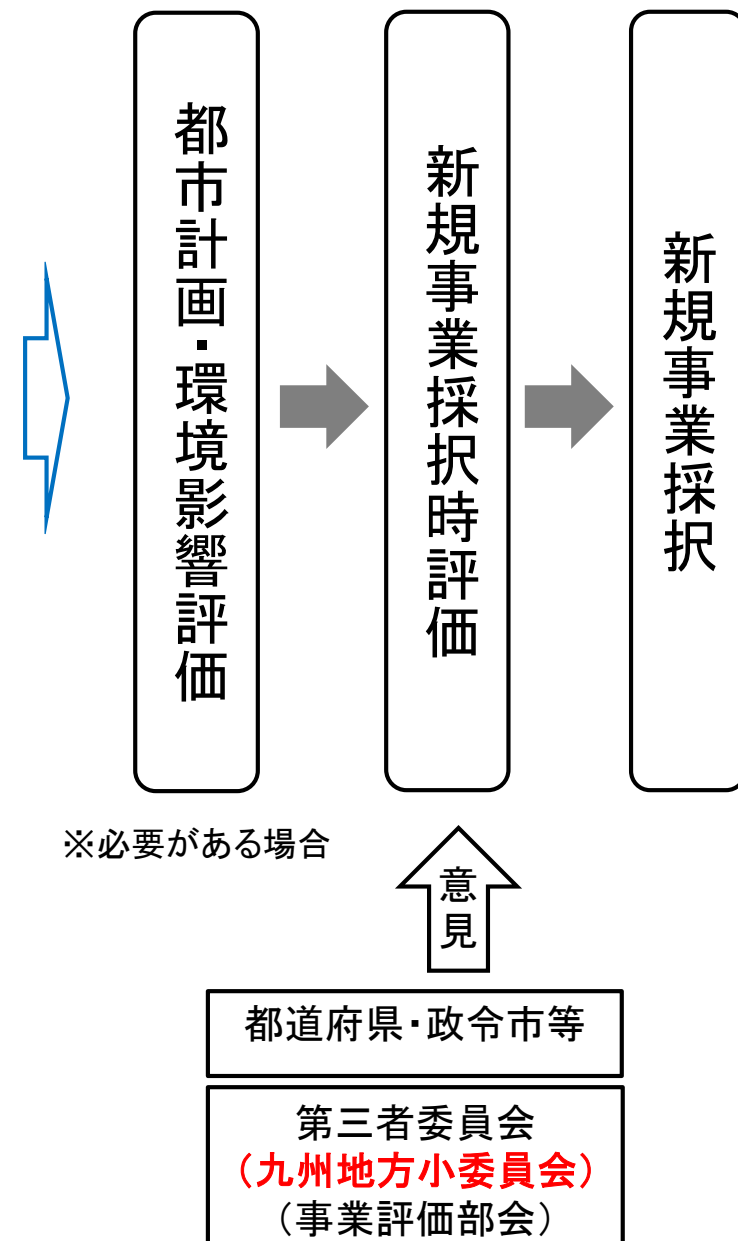 都市計画・環境影響評価
新規事業採択時評価
新規事業採択
※必要がある場合
意見
都道府県・政令市等
第三者委員会
（九州地方小委員会）
（事業評価部会）